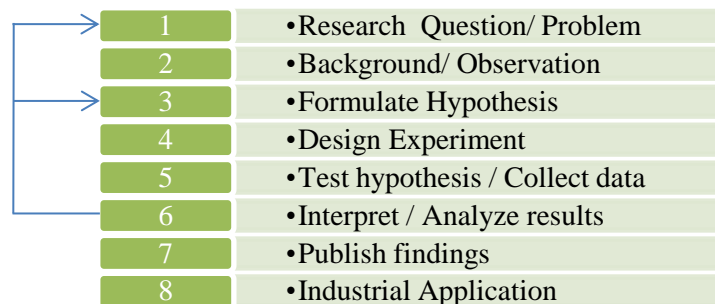 1 •Research Question/ Problem
2 •Background/ Observation
3 •Formulate Hypothesis
4 •Design Experiment
5 •Test hypothesis / Collect data
6 •Interpret / Analyze results
7 •Publish findings
8 •Industrial Application